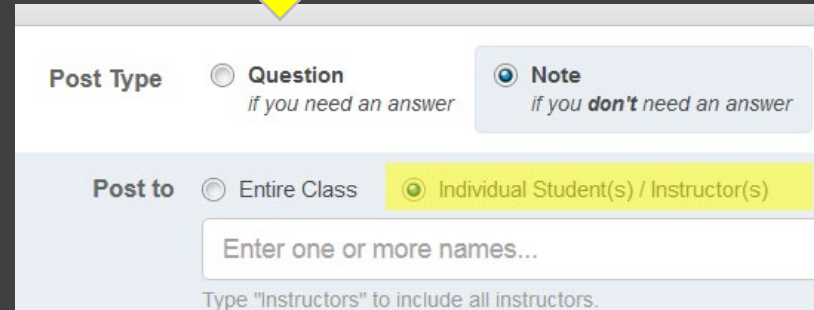 Post Type Question Note
if you need an answer if you don't need an answer
Post to Entire Class Individual Student(s) / Instructor(s)
Enter one or more names...
Type "Instructors" to include all instructors.